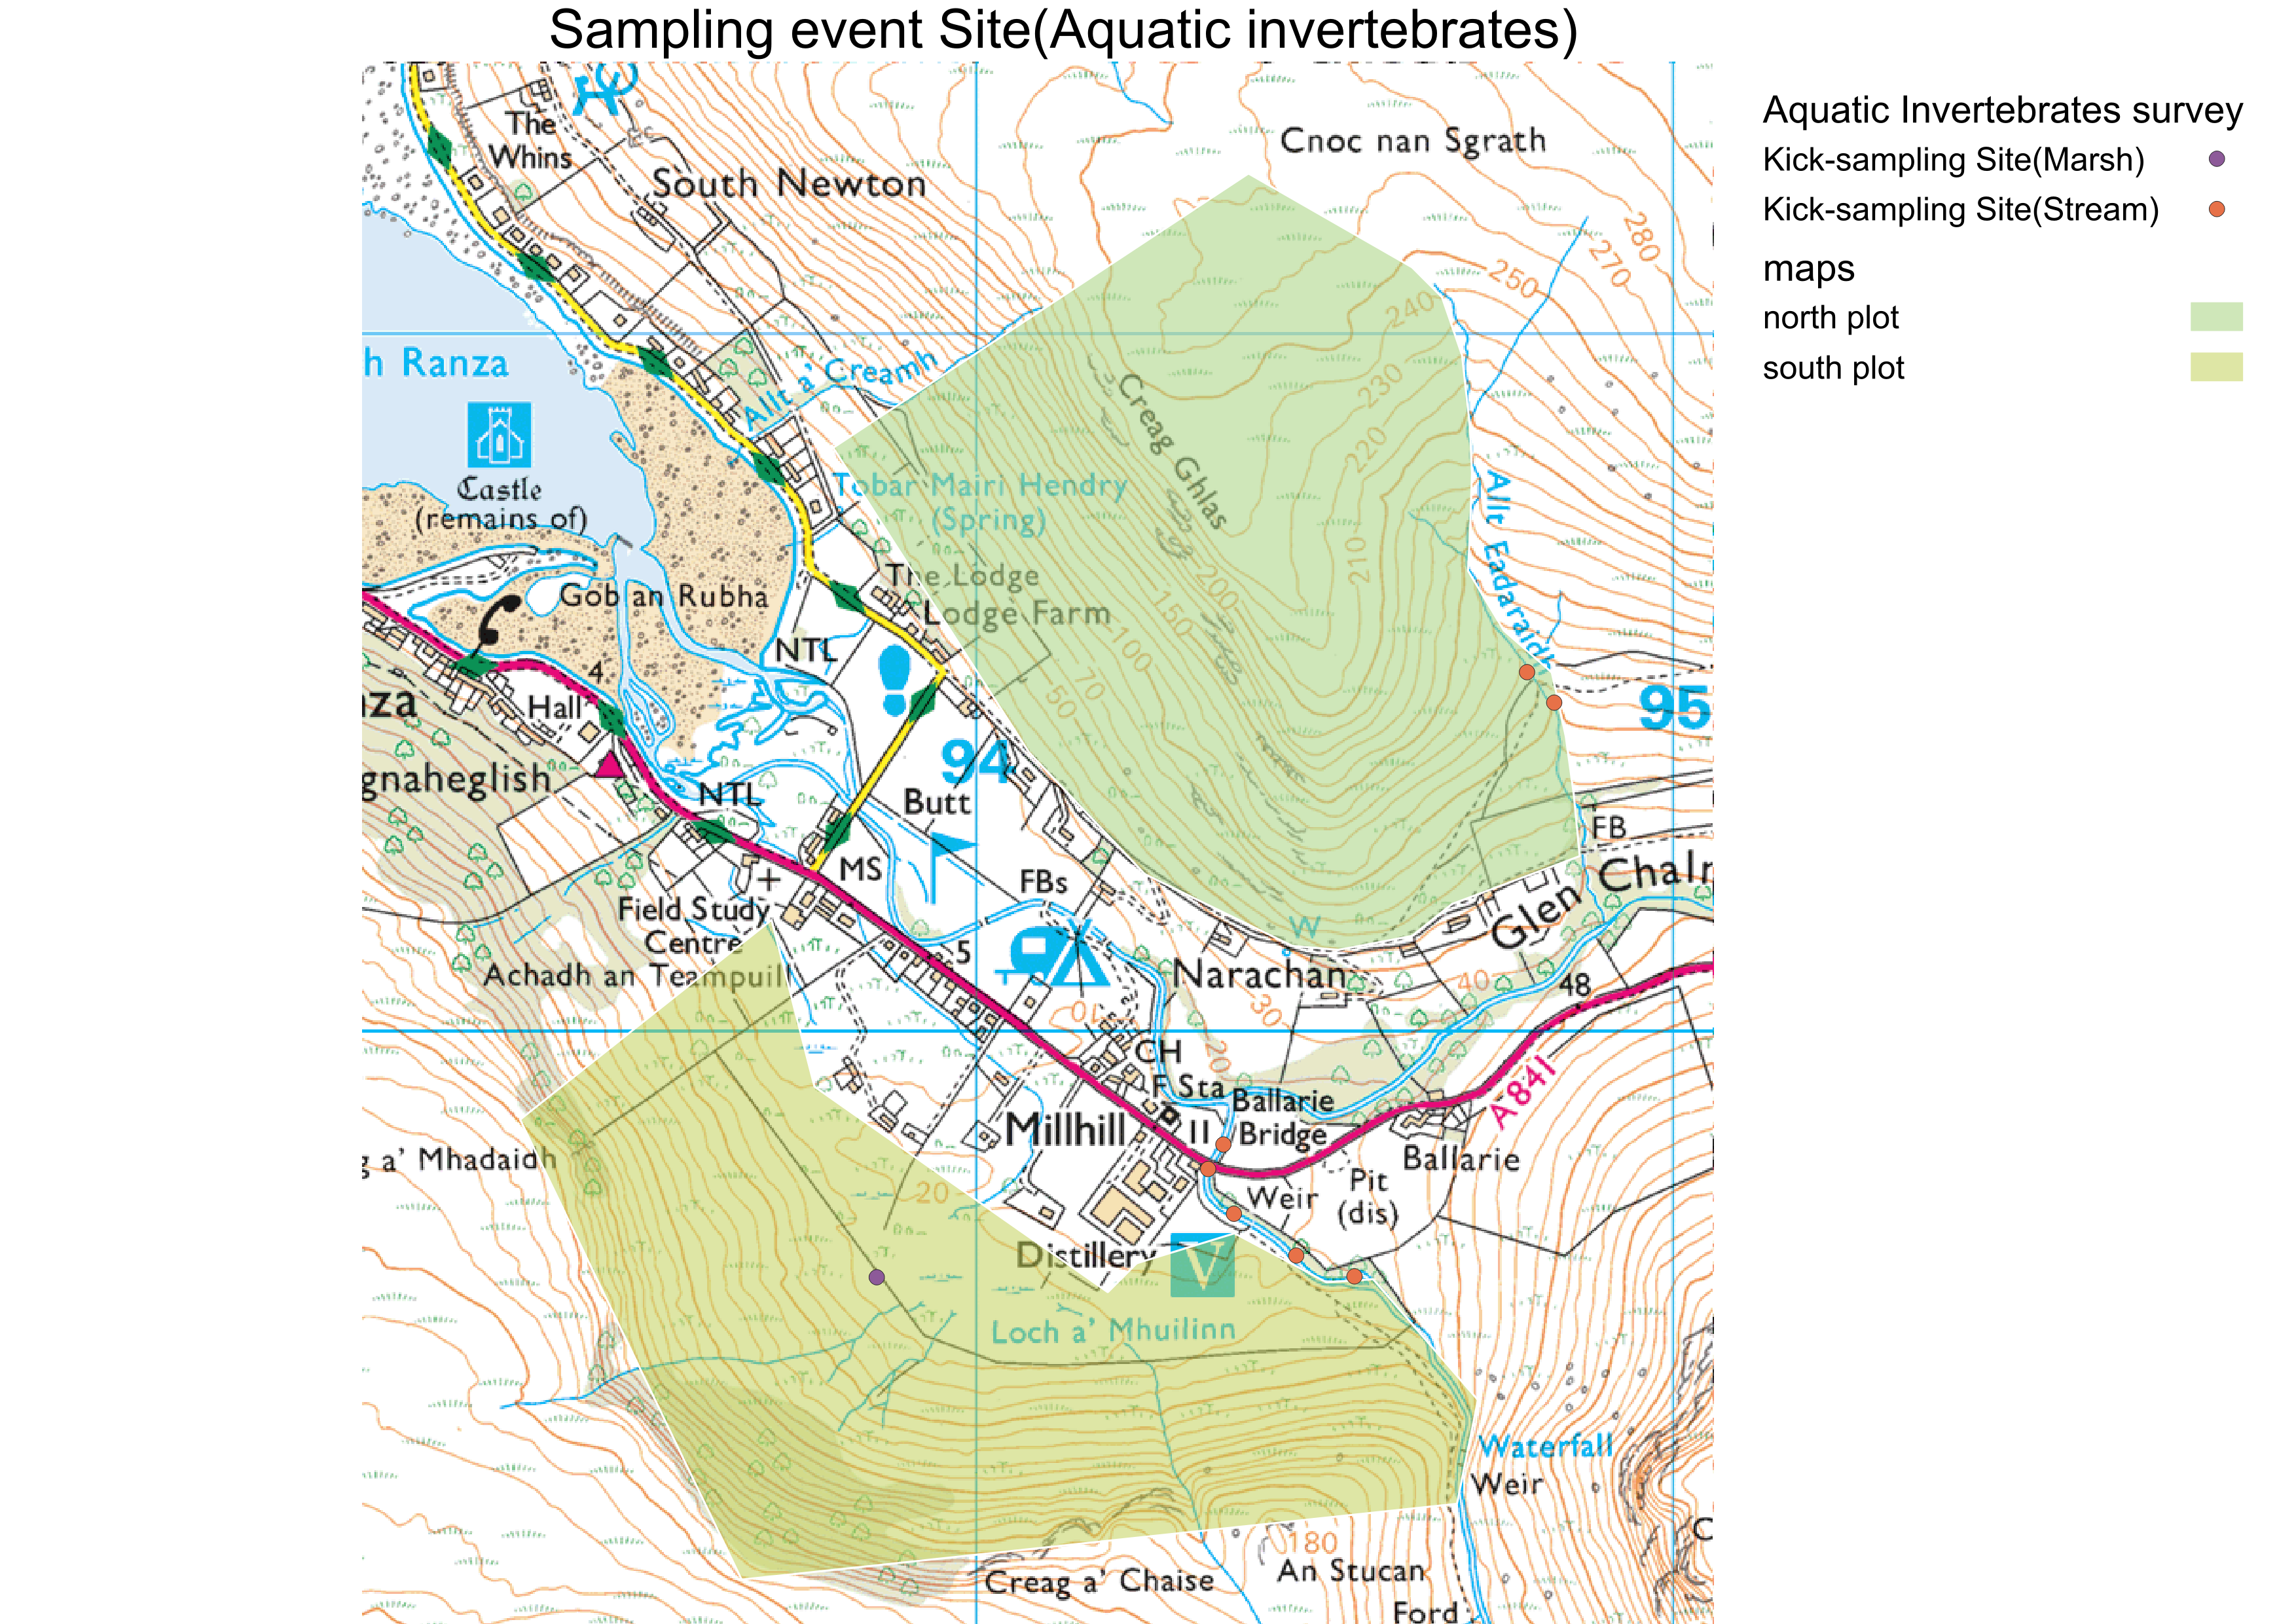 Sampling event Site(Aquatic invertebrates)
Aquatic Invertebrates survey
Kick-sampling Site(Marsh)
Kick-sampling Site(Stream)
maps
north plot
south plot
The
Whins
South Newton
Cnoc nan Sgrath
280
270
250
240
230
220
210
200
150
100
70
50
h Ranza
Allt a' Creamh
Creag Ghlas
Castle
(remains of)
Tobar Mairi Hendry
(Spring)
Allt Eadaraidh
The Lodge
Lodge Farm
Gob an Rubha
NTL
4
nza
Hall
95
94
gnaheglish
NTL
Butt
FB
MS
FBs
Glen Chalm
W
Field Study
Centre
Achadh an Teampuill
5
Narachan
40
48
30
10
20
CH
F Sta
Ballarie
Bridge
A841
Millhill
11
Ballarie
g a' Mhadaidh
20
Weir
Pit
(dis)
Distillery
V
Loch a' Mhuilinn
Waterfall
Weir
180
An Stucan
Creag a' Chaise
Ford
C